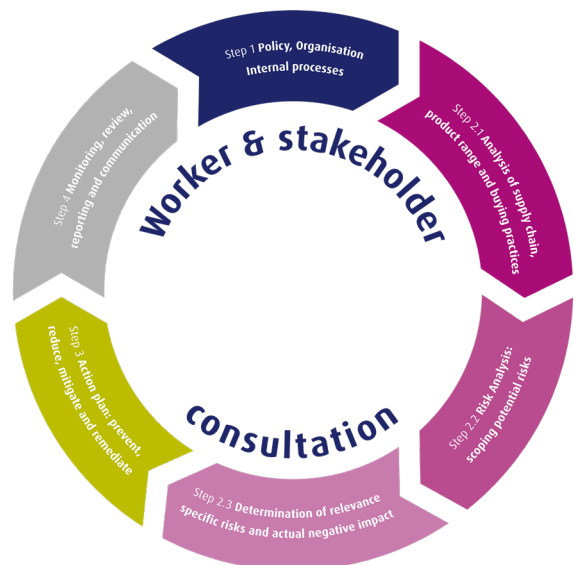 Step 1 Policy, Organisation
Internal processes
Step 2.1 Analysis of supply chain,
product range and buying practices
Step 2.2 Risk Analysis:
scoping potential risks
Step 2.3 Determination of relevance
specific risks and actual negative impact
Step 3 Action plan: prevent,
reduce, mitigate and remediate
Step 4 Monitoring, review,
reporting and communication
Worker & stakeholder
consultation